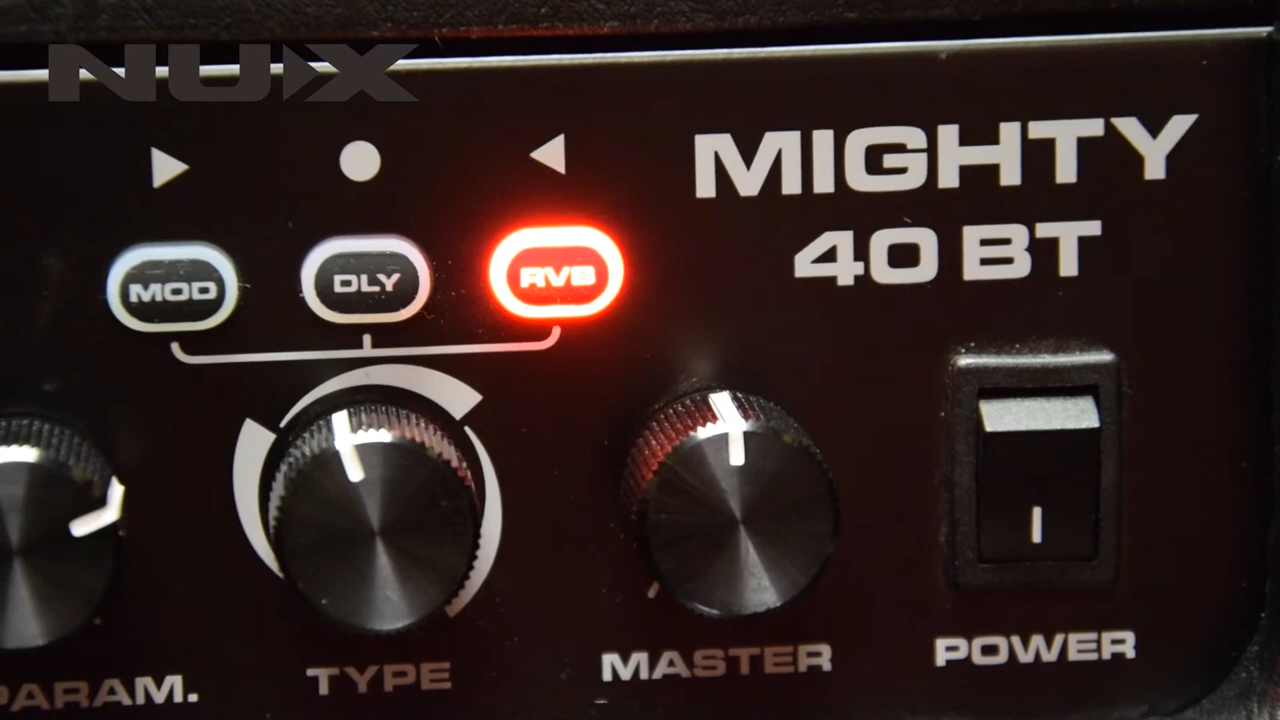 NUX
MIGHTY
40 BT
MOD DLY RVB
PARAM. TYPE MASTER POWER